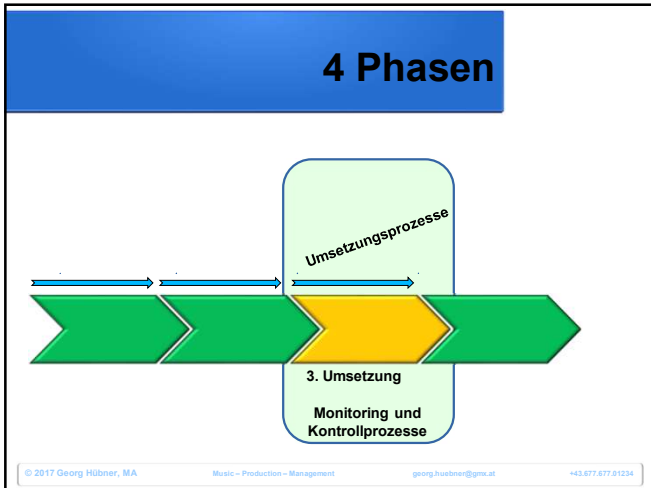 4 Phasen
Umsetzungsprozesse
3. Umsetzung
Monitoring und
Kontrollprozesse
© 2017 Georg Hübner, MA Music – Production – Management georg.huebner@gmx.at +43.677.677.01234